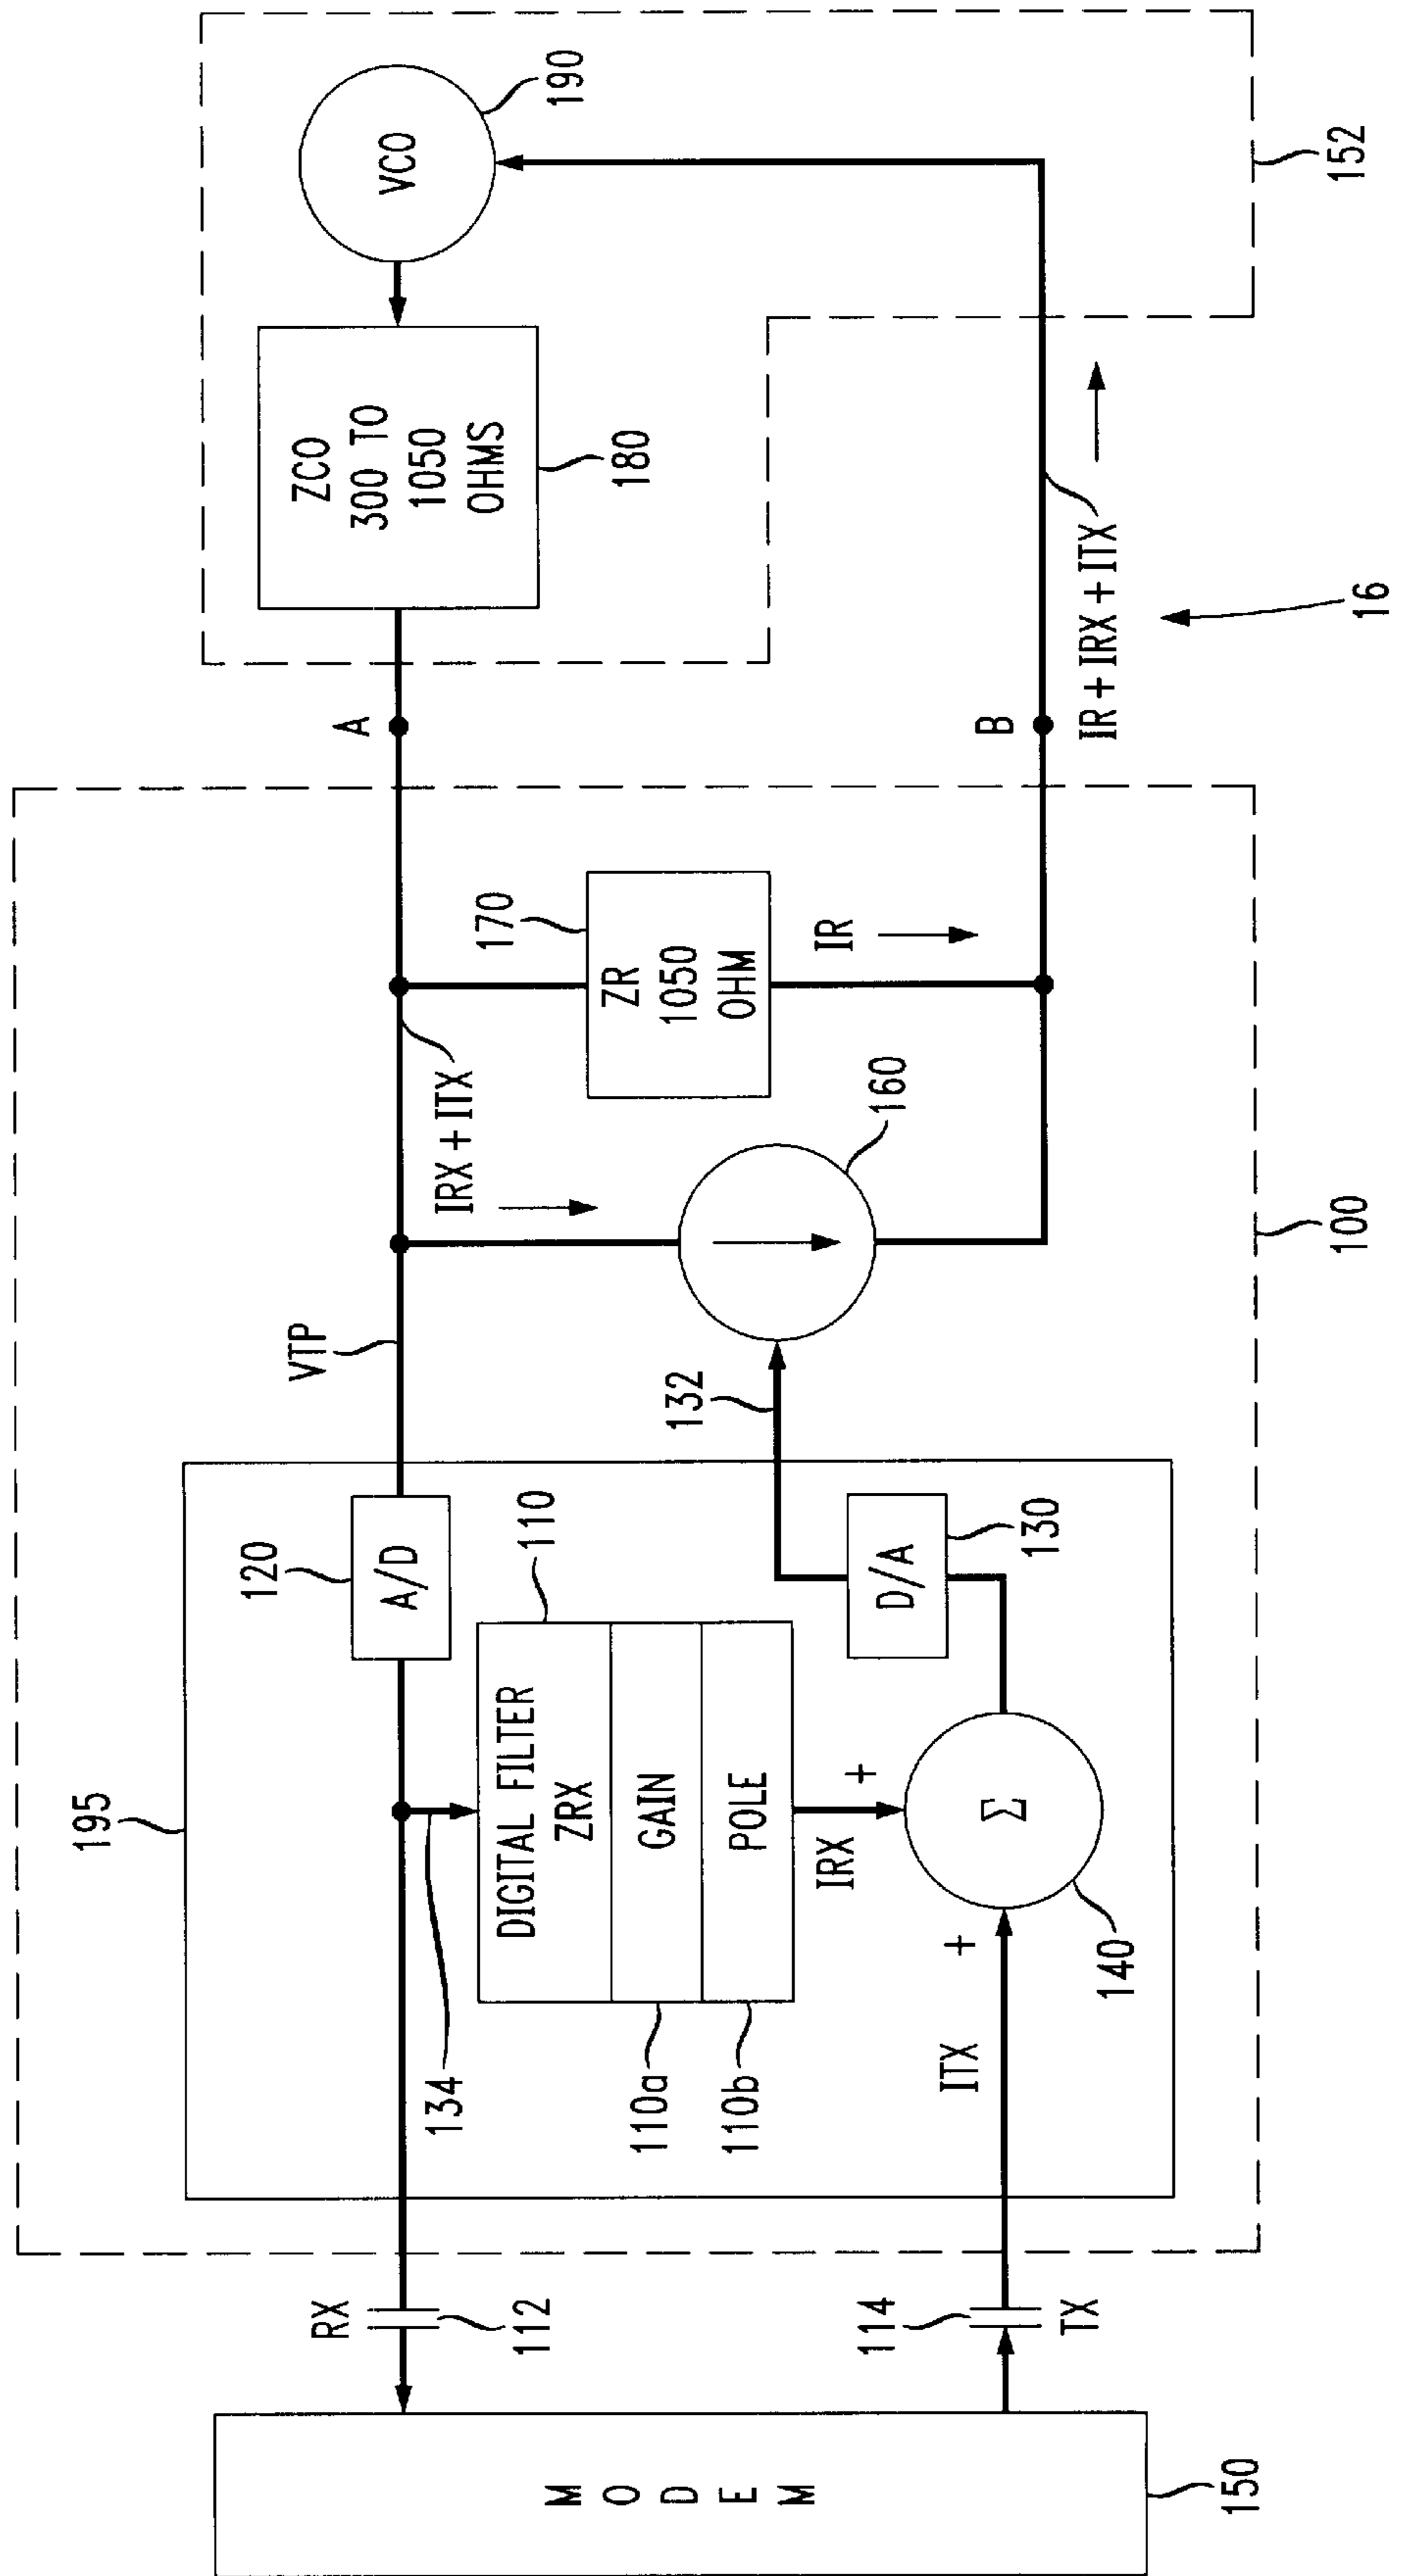 MODEM
150
RX
112
114
TX
195
120
A/D
134
DIGITAL FILTER
ZRX
GAIN
POLE
110
110a
110b
IRX
+
ITX
+
Σ
140
D/A
130
132
VTP
IRX + ITX
160
170
ZR
1050
OHM
IR
100
A
B
IR + IRX + ITX
16
ZCO
300 TO
1050
OHMS
180
VCO
190
152